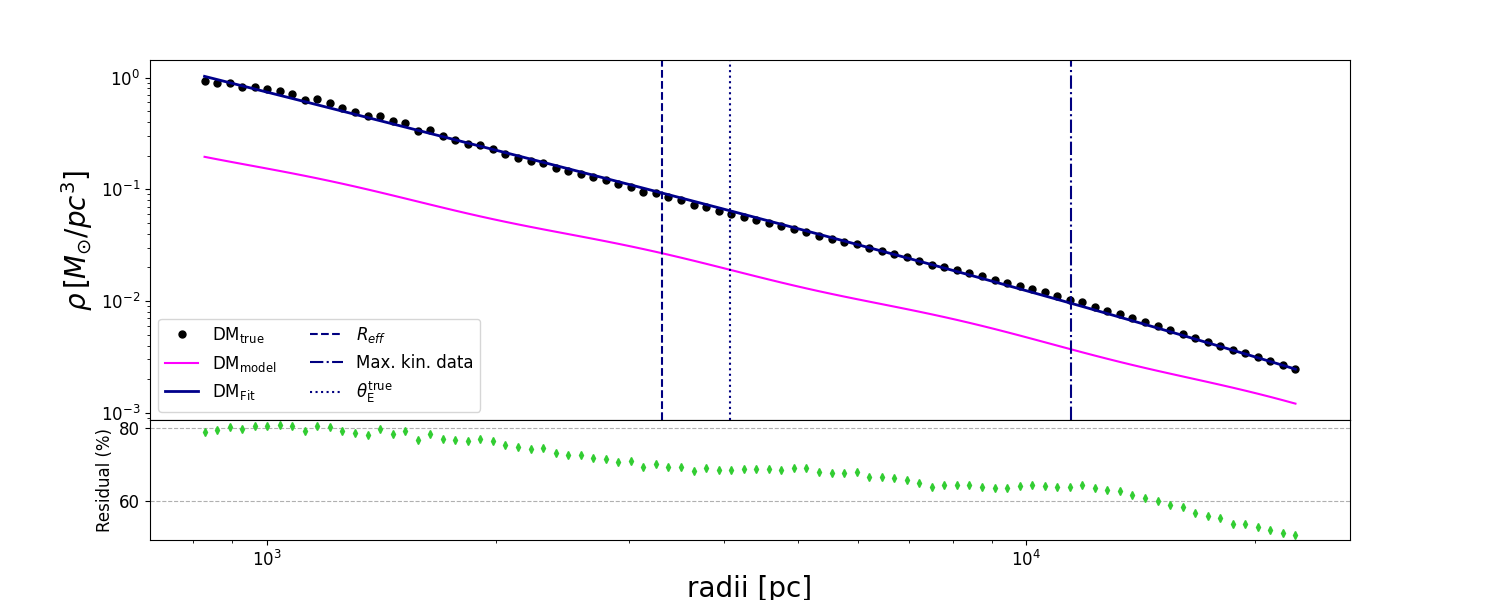 10⁰
10⁻¹
10⁻²
10⁻³
ρ [M⊙/pc³]
DM_true
DM_model
DM_Fit
R_eff
Max. kin. data
θ_E^true
80
60
Residual (%)
10³
10⁴
radii [pc]